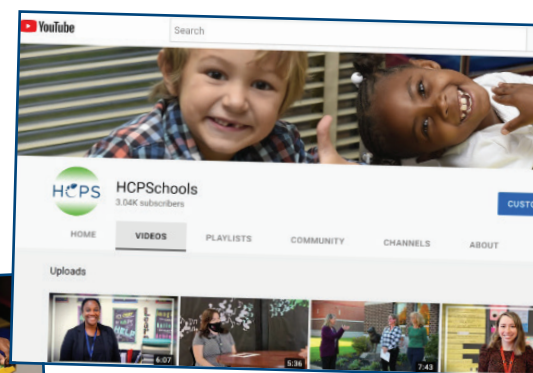 YouTube
Search
HCPS
HCPSchools
3.04K subscribers
CUSTO
HOME VIDEOS PLAYLISTS COMMUNITY CHANNELS ABOUT
Uploads
6:07
5:36
7:43